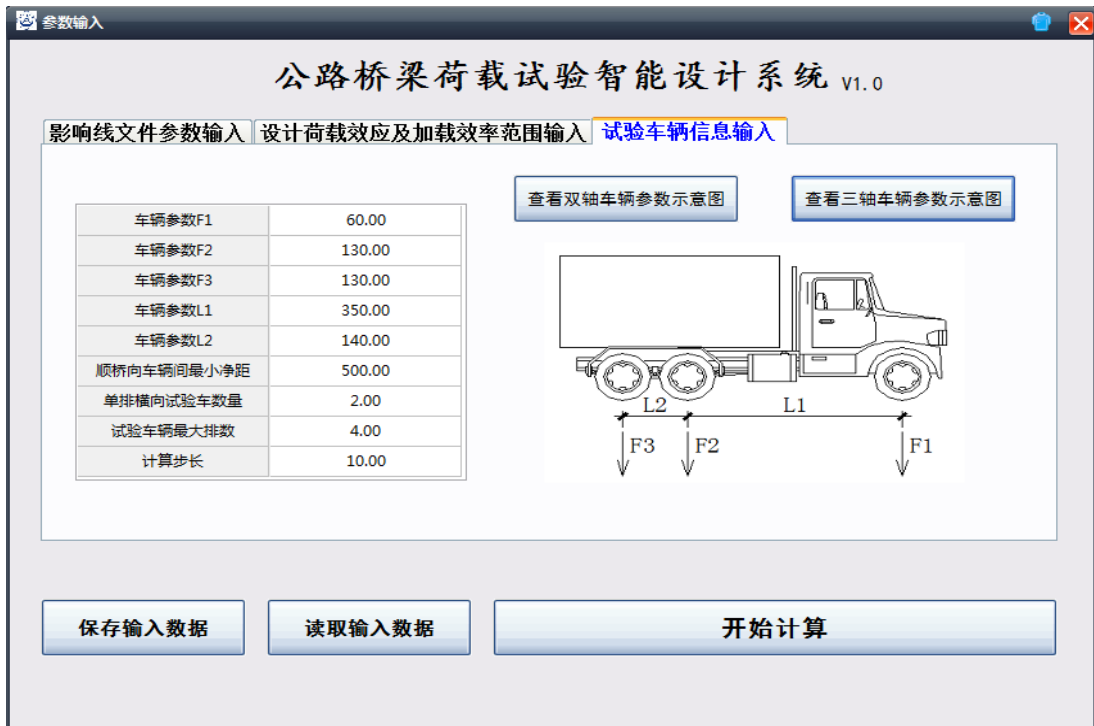 参数输入
公路桥梁荷载试验智能设计系统 V1.0
影响线文件参数输入 设计荷载效应及加载效率范围输入 试验车辆信息输入
查看双轴车辆参数示意图 查看三轴车辆参数示意图
车辆参数F1 60.00
车辆参数F2 130.00
车辆参数F3 130.00
车辆参数L1 350.00
车辆参数L2 140.00
顺桥向车辆间最小净距 500.00
单排横向试验车数量 2.00
试验车辆最大排数 4.00
计算步长 10.00
L2 L1
F3 F2 F1
保存输入数据 读取输入数据 开始计算